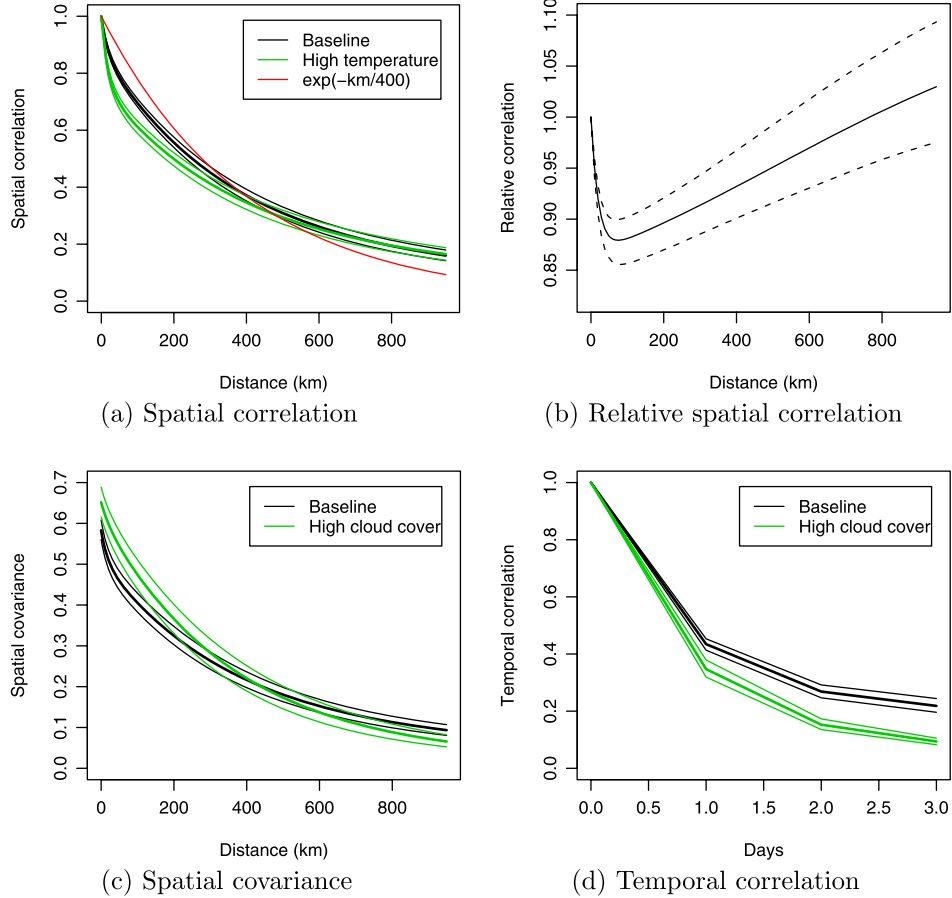 Spatial correlation
0.0 0.2 0.4 0.6 0.8 1.0
Baseline
High temperature
exp(−km/400)
0 200 400 600 800
Distance (km)
(a) Spatial correlation
Relative correlation
0.85 0.90 0.95 1.00 1.05 1.10
0 200 400 600 800
Distance (km)
(b) Relative spatial correlation
Spatial covariance
0.0 0.1 0.2 0.3 0.4 0.5 0.6 0.7
Baseline
High cloud cover
0 200 400 600 800
Distance (km)
(c) Spatial covariance
Temporal correlation
0.0 0.2 0.4 0.6 0.8 1.0
Baseline
High cloud cover
0.0 0.5 1.0 1.5 2.0 2.5 3.0
Days
(d) Temporal correlation